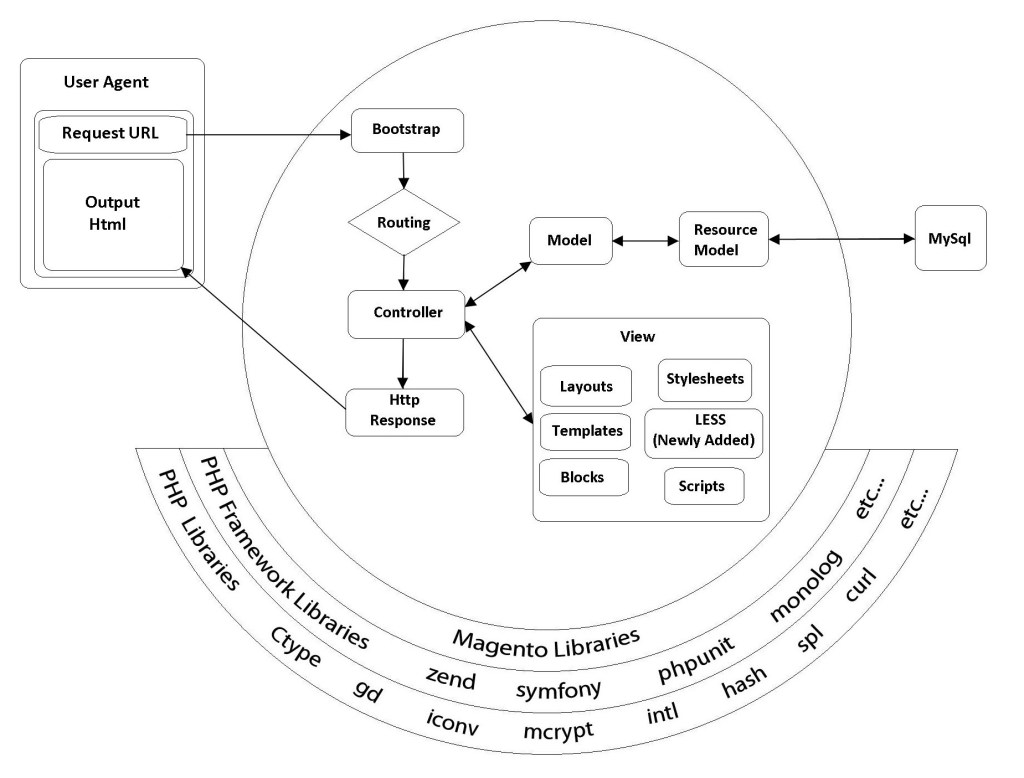 User Agent
Request URL
Output
Html
Bootstrap
Routing
Controller
Http
Response
Model
Resource
Model
MySql
View
Layouts
Templates
Blocks
Stylesheets
LESS
(Newly Added)
Scripts
Magento Libraries
PHP Framework Libraries zend symfony phpunit monolog etc...
PHP Libraries Ctype gd iconv mcrypt intl hash spl curl etc...